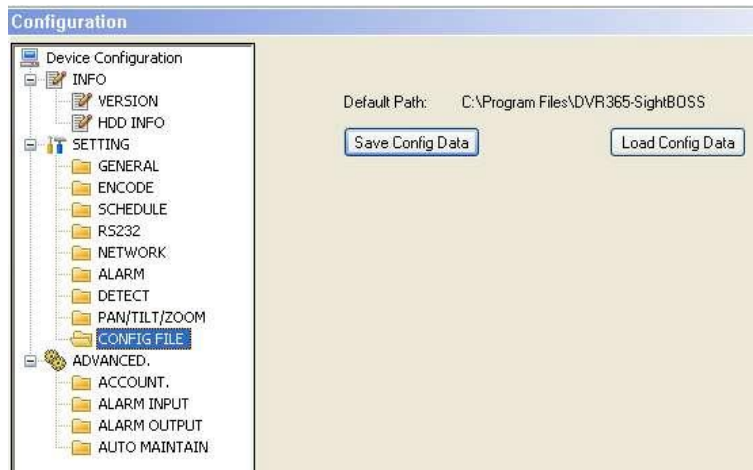 Configuration
Device Configuration
INFO
VERSION
HDD INFO
SETTING
GENERAL
ENCODE
SCHEDULE
RS232
NETWORK
ALARM
DETECT
PAN/TILT/ZOOM
CONFIG FILE
ADVANCED.
ACCOUNT.
ALARM INPUT
ALARM OUTPUT
AUTO MAINTAIN
Default Path: C:\Program Files\DVR365-SightBOSS
Save Config Data Load Config Data